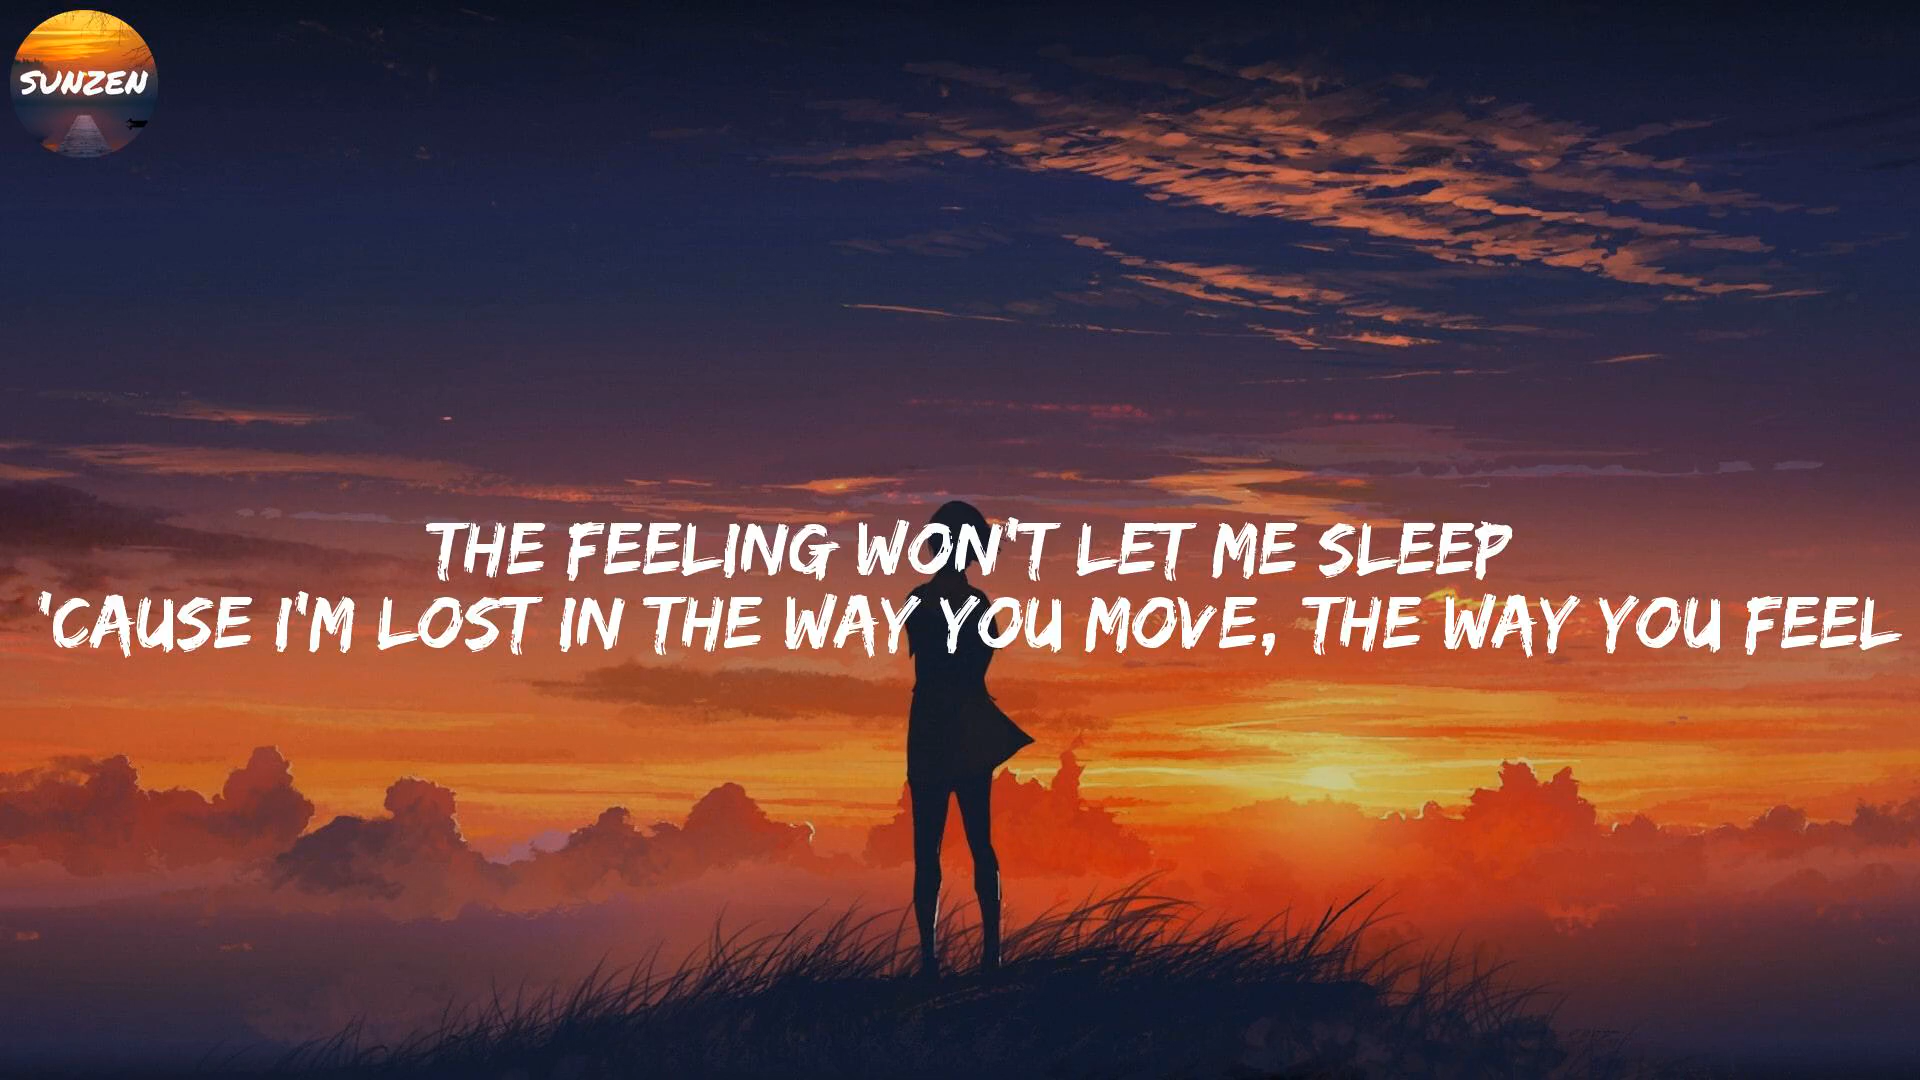 SUNZEN
THE FEELING WON'T LET ME SLEEP
'CAUSE I'M LOST IN THE WAY YOU MOVE, THE WAY YOU FEEL